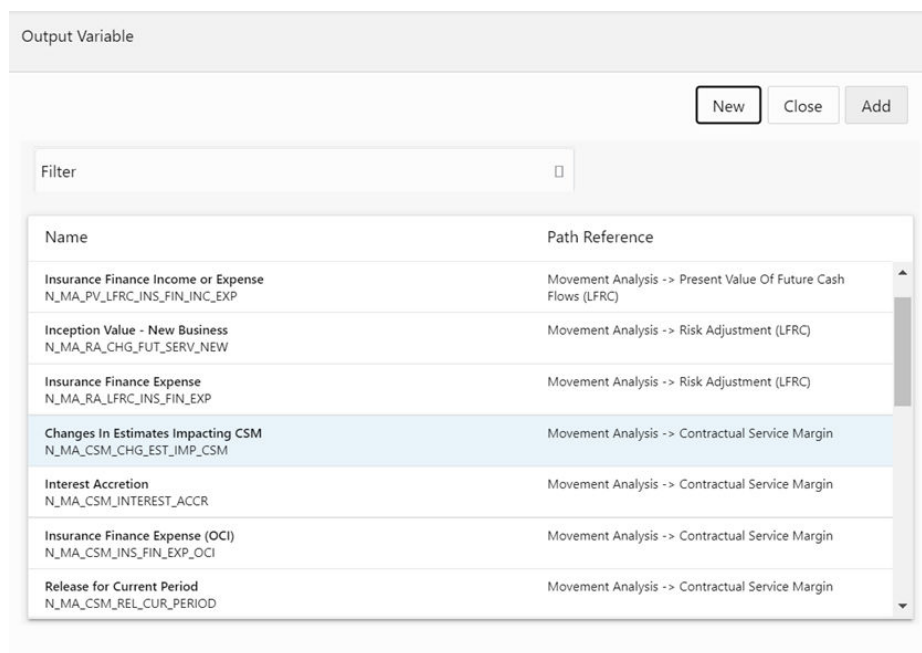 Output Variable
New Close Add
Filter
Name Path Reference
Insurance Finance Income or Expense Movement Analysis -> Present Value Of Future Cash
N_MA_PV_LFRC_INS_FIN_INC_EXP Flows (LFRC)
Inception Value - New Business Movement Analysis -> Risk Adjustment (LFRC)
N_MA_RA_CHG_FUT_SERV_NEW
Insurance Finance Expense Movement Analysis -> Risk Adjustment (LFRC)
N_MA_RA_LFRC_INS_FIN_EXP
Changes In Estimates Impacting CSM Movement Analysis -> Contractual Service Margin
N_MA_CSM_CHG_EST_IMP_CSM
Interest Accretion Movement Analysis -> Contractual Service Margin
N_MA_CSM_INTEREST_ACCR
Insurance Finance Expense (OCI) Movement Analysis -> Contractual Service Margin
N_MA_CSM_INS_FIN_EXP_OCI
Release for Current Period Movement Analysis -> Contractual Service Margin
N_MA_CSM_REL_CUR_PERIOD